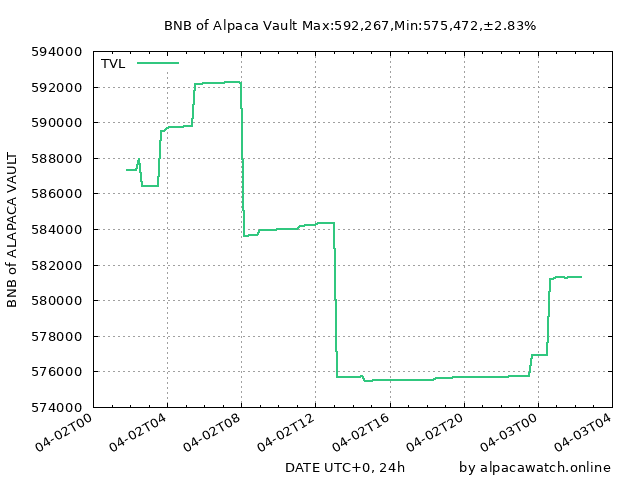 BNB of Alpaca Vault Max:592,267,Min:575,472,±2.83%
TVL
594000
592000
590000
588000
586000
584000
582000
580000
578000
576000
574000
BNB of ALAPACA VAULT
04-02T00
04-02T04
04-02T08
04-02T12
04-02T16
04-02T20
04-03T00
04-03T04
DATE UTC+0, 24h
by alpacawatch.online